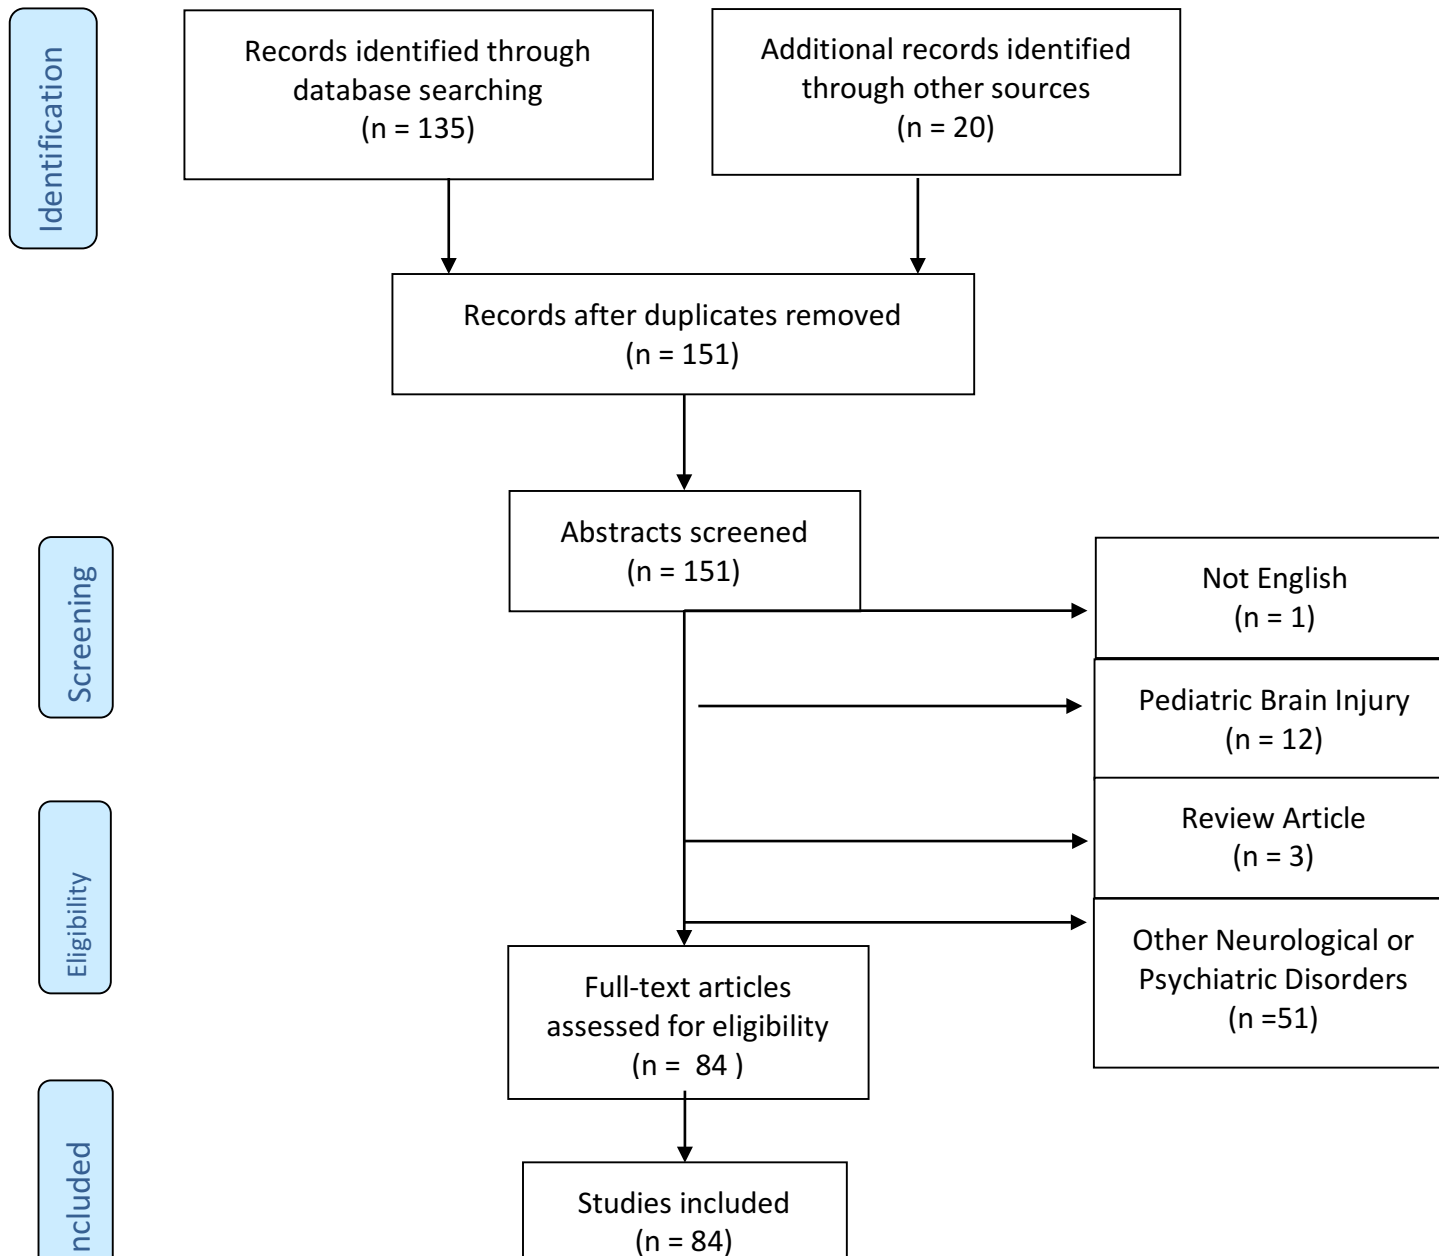 Identification
Records identified through
database searching
(n = 135)
Additional records identified
through other sources
(n = 20)
Records after duplicates removed
(n = 151)
Screening
Abstracts screened
(n = 151)
Not English
(n = 1)
Pediatric Brain Injury
(n = 12)
Eligibility
Review Article
(n = 3)
Other Neurological or
Psychiatric Disorders
(n =51)
Full-text articles
assessed for eligibility
(n =  84 )
ncluded
Studies included
(n = 84)